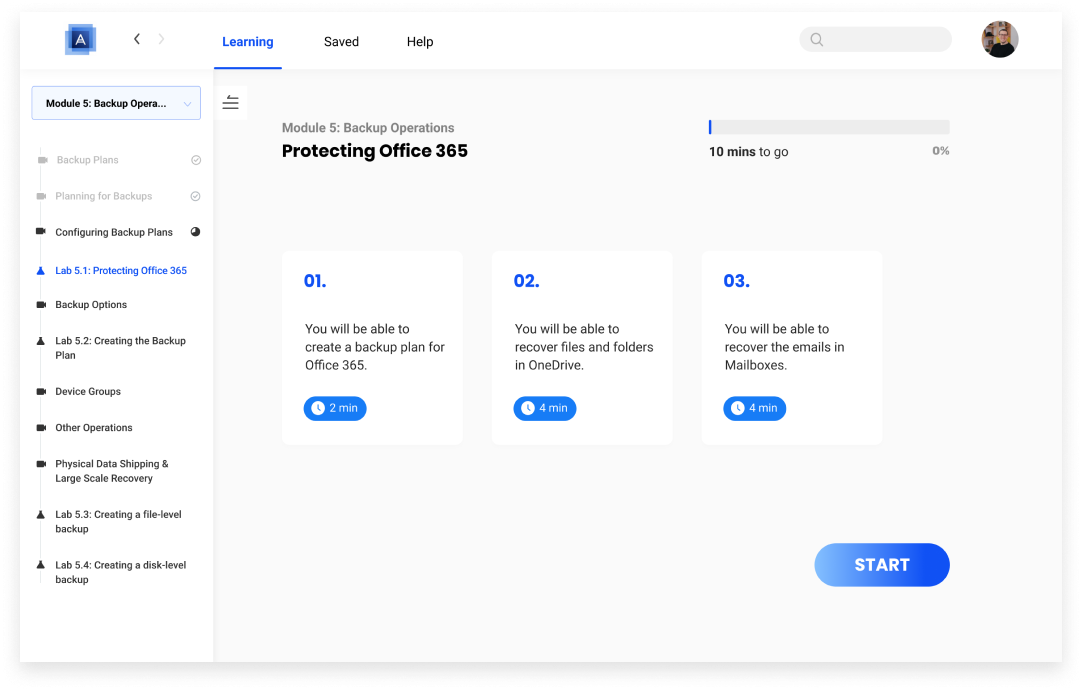 A
Learning
Saved
Help
Module 5: Backup Opera...
Backup Plans
Planning for Backups
Configuring Backup Plans
Lab 5.1: Protecting Office 365
Backup Options
Lab 5.2: Creating the Backup
Plan
Device Groups
Other Operations
Physical Data Shipping &
Large Scale Recovery
Lab 5.3: Creating a file-level
backup
Lab 5.4: Creating a disk-level
backup
Module 5: Backup Operations
Protecting Office 365
10 mins to go
0%
01.
You will be able to
create a backup plan for
Office 365.
2 min
02.
You will be able to
recover files and folders
in OneDrive.
4 min
03.
You will be able to
recover the emails in
Mailboxes.
4 min
START